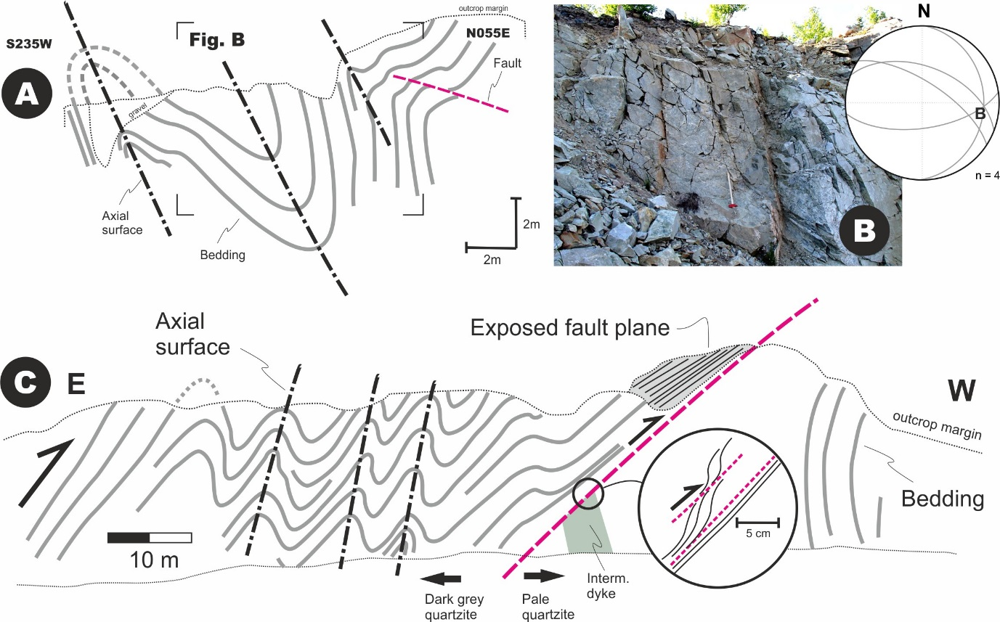 outcrop margin
S235W
Fig. B
N055E
Fault
A
gravel
Axial
surface
Bedding
2m
2m
N
B
n = 4
B
C
E
Axial
surface
Exposed fault plane
W
outcrop margin
Bedding
10 m
5 cm
Interm.
dyke
Dark grey
quartzite
Pale
quartzite